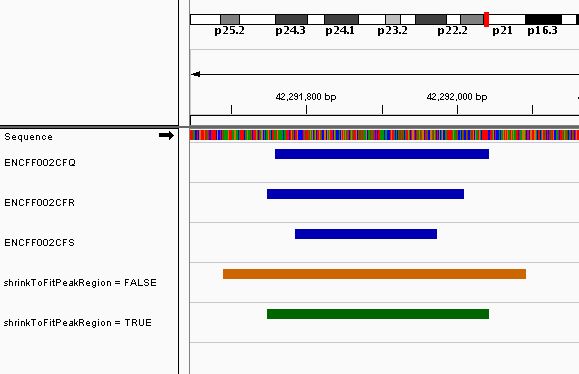 p25.2 p24.3 p24.1 p23.2 p22.2 p21 p16.3
42,291,800 bp 42,292,000 bp
Sequence
ENCFF002CFQ
ENCFF002CFR
ENCFF002CFS
shrinkToFitPeakRegion = FALSE
shrinkToFitPeakRegion = TRUE